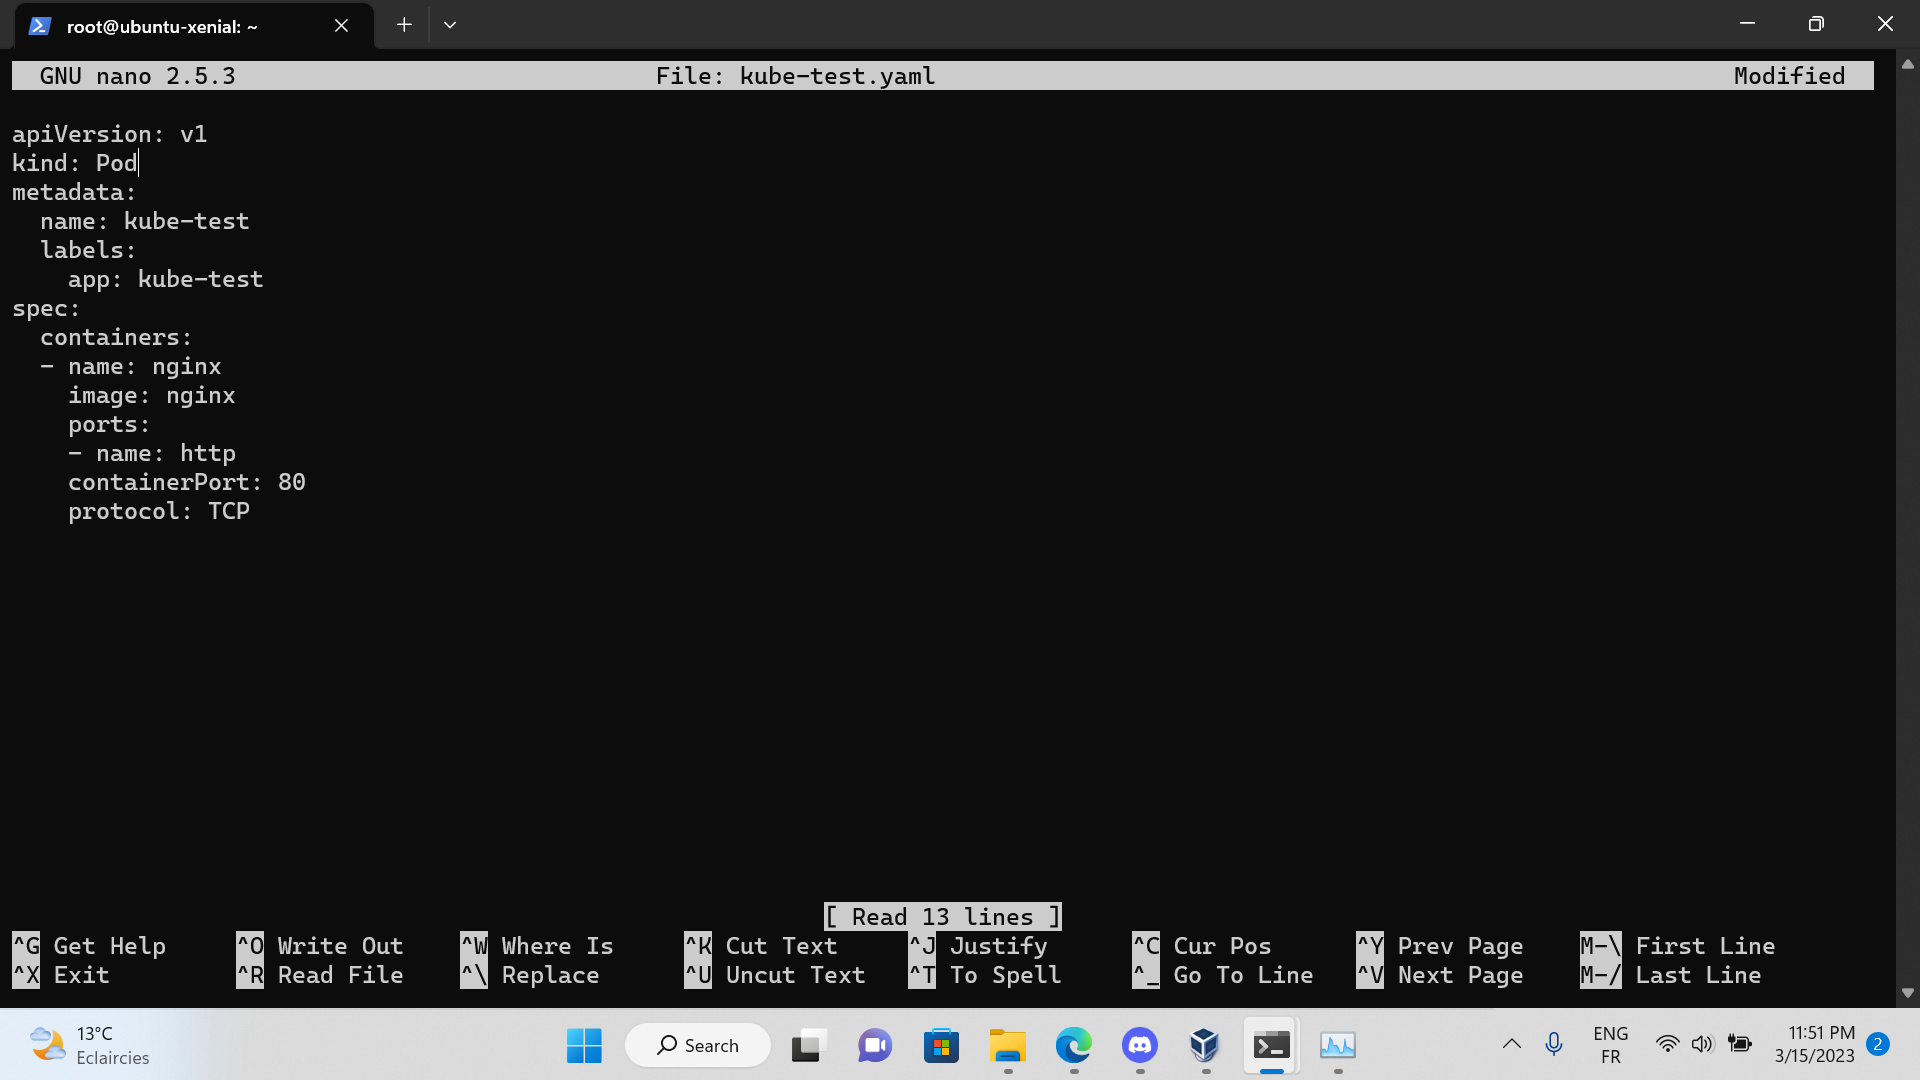 root@ubuntu-xenial: ~
GNU nano 2.5.3 File: kube-test.yaml Modified
apiVersion: v1
kind: Pod
metadata:
  name: kube-test
  labels:
    app: kube-test
spec:
  containers:
  - name: nginx
    image: nginx
    ports:
    - name: http
    containerPort: 80
    protocol: TCP
[ Read 13 lines ]
^G Get Help ^O Write Out ^W Where Is ^K Cut Text ^J Justify ^C Cur Pos ^Y Prev Page M-\ First Line
^X Exit ^R Read File ^\ Replace ^U Uncut Text ^T To Spell ^_ Go To Line ^V Next Page M-/ Last Line
13°C
Eclaircies
Search
ENG
FR
11:51 PM
3/15/2023
2